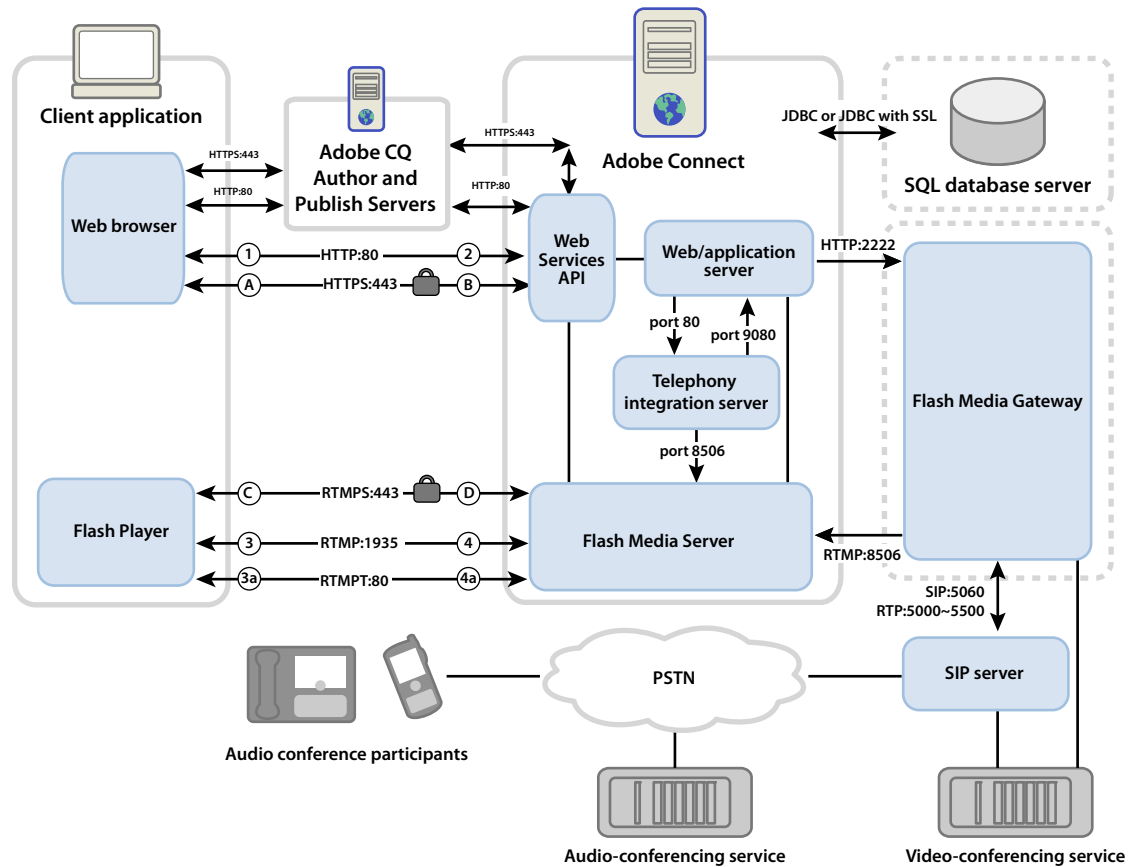 Client application
Adobe CQ
Author and
Publish Servers
Adobe Connect
JDBC or JDBC with SSL
SQL database server
HTTPS:443
HTTP:80
HTTPS:443
HTTP:80
Web browser
1
HTTP:80
2
A
HTTPS:443
B
Web
Services
API
Web/application
server
HTTP:2222
port 80
port 9080
Telephony
integration server
port 8506
Flash Media Gateway
Flash Player
C
RTMPS:443
D
3
RTMP:1935
4
3a
RTMPT:80
4a
Flash Media Server
RTMP:8506
SIP:5060
RTP:5000~5500
PSTN
SIP server
Audio conference participants
Audio-conferencing service
Video-conferencing service